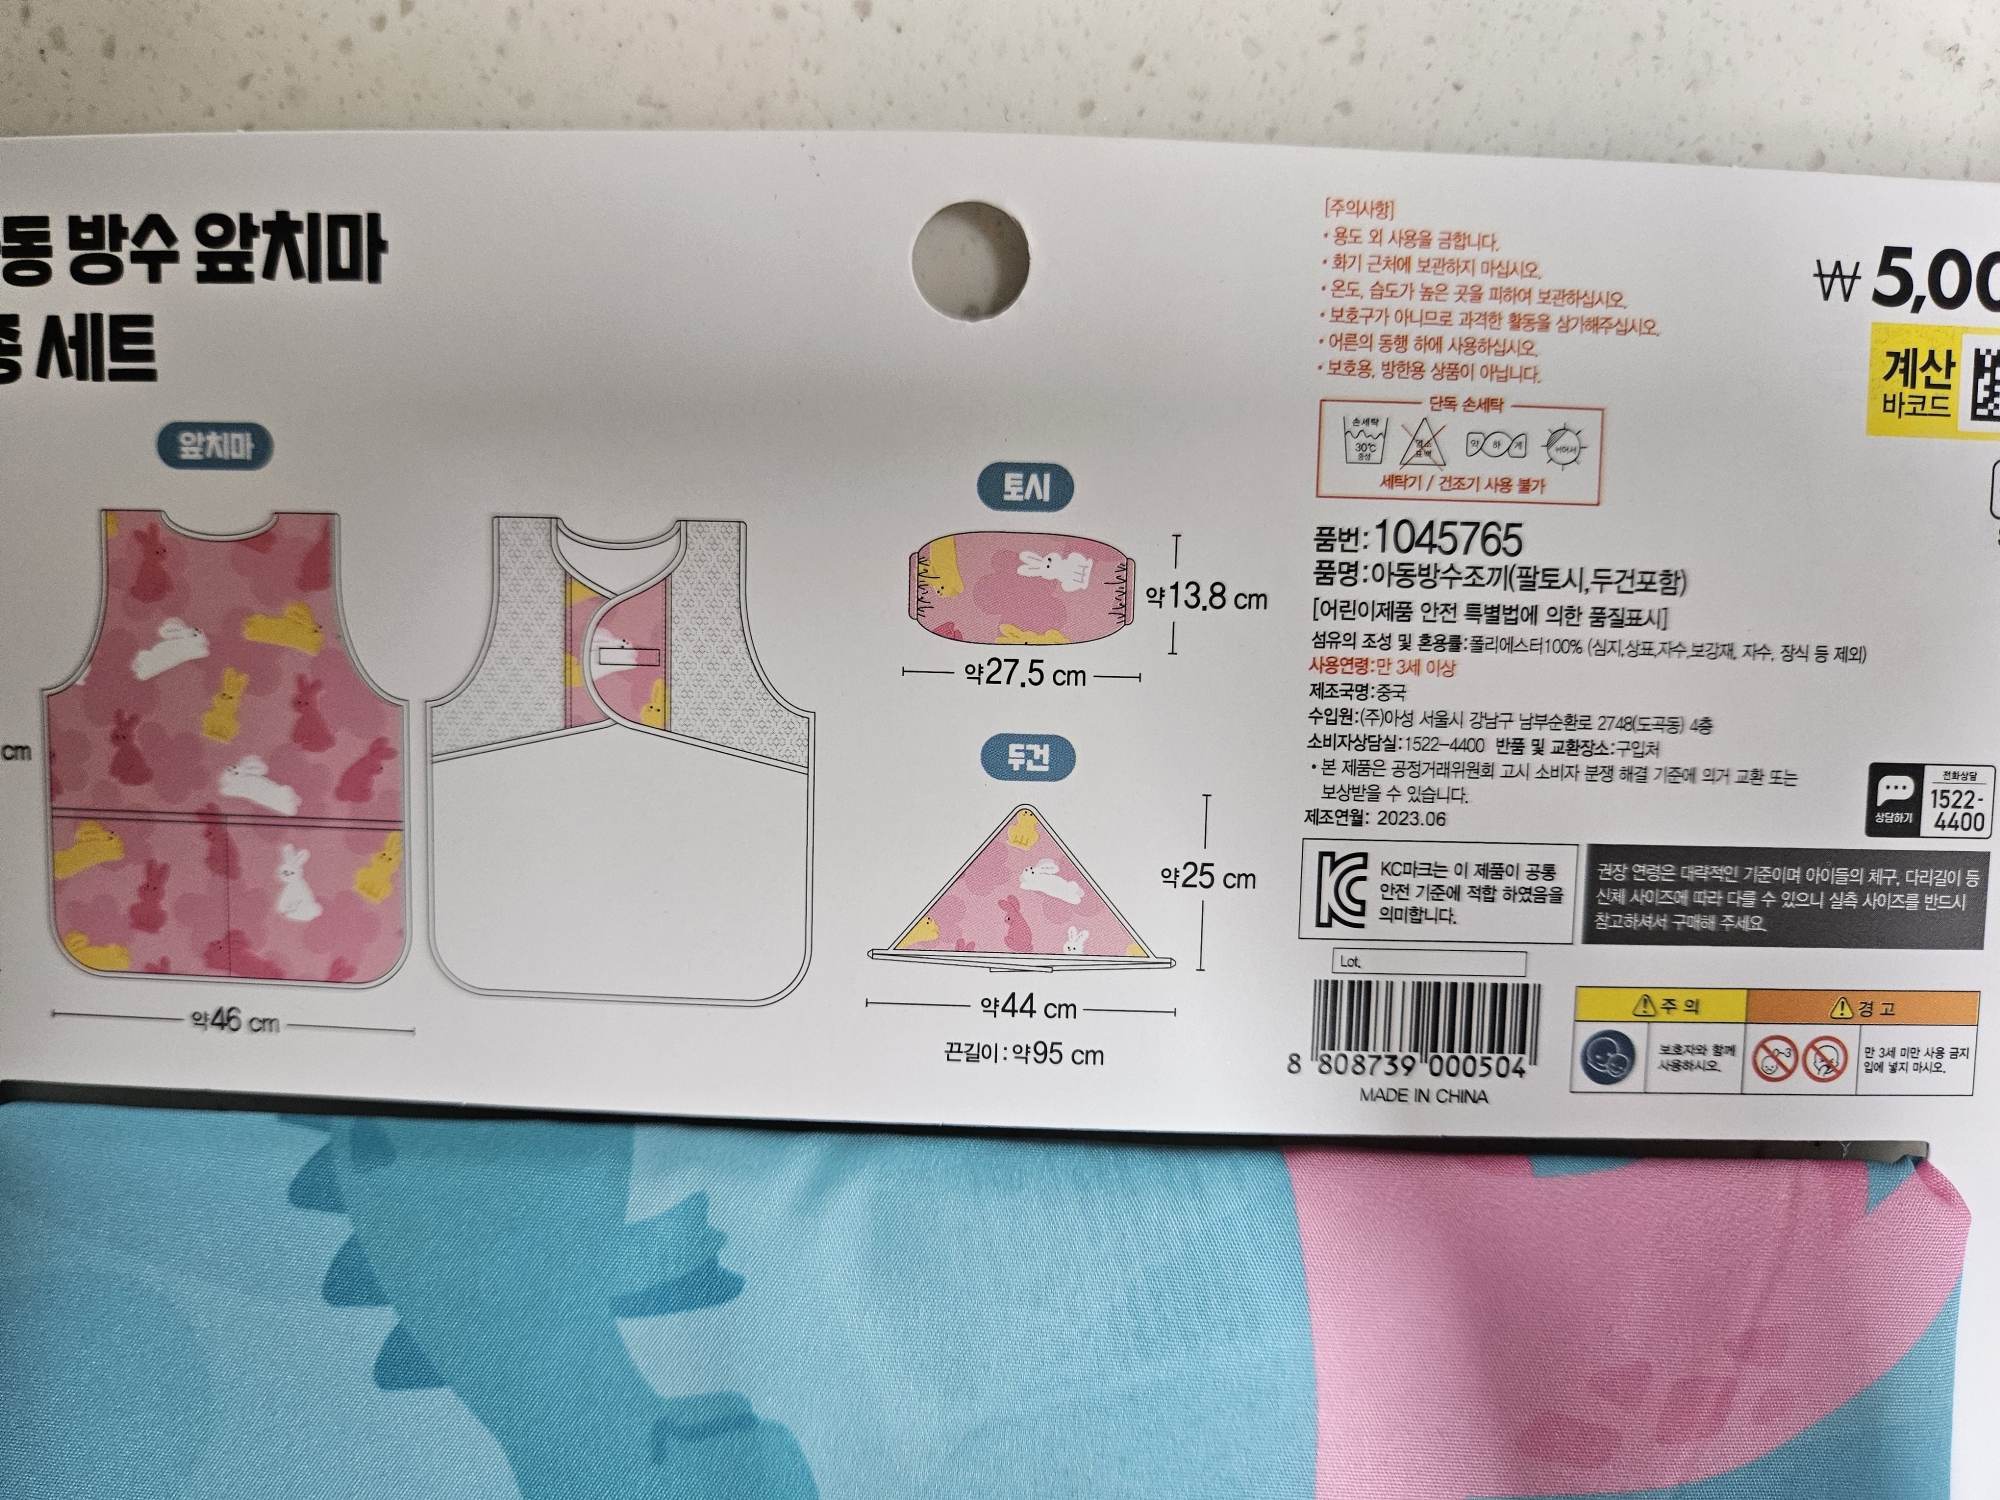 동 방수 앞치마
종 세트
앞치마
cm
약46 cm
토시
약13.8 cm
약27.5 cm
두건
약25 cm
약44 cm
끈길이:약95 cm
[주의사항]
• 용도 외 사용을 금합니다.
• 화기 근처에 보관하지 마십시오.
• 온도, 습도가 높은 곳을 피하여 보관하십시오.
• 보호구가 아니므로 과격한 활동을 삼가해주십시오.
• 어른의 동행 하에 사용하십시오.
• 보호용, 방한용 상품이 아닙니다.
단독 손세탁
손세탁
30℃
중성
염소
표백
약 하 게
뉘어서
세탁기 / 건조기 사용 불가
품번:1045765
품명:아동방수조끼(팔토시,두건포함)
[어린이제품 안전 특별법에 의한 품질표시]
섬유의 조성 및 혼용률:폴리에스터100% (심지,상표,자수,보강재, 자수, 장식 등 제외)
사용연령:만 3세 이상
제조국명:중국
수입원:(주)아성 서울시 강남구 남부순환로 2748(도곡동) 4층
소비자상담실:1522-4400 반품 및 교환장소:구입처
• 본 제품은 공정거래위원회 고시 소비자 분쟁 해결 기준에 의거 교환 또는
보상받을 수 있습니다.
제조연월: 2023.06
KC마크는 이 제품이 공통
안전 기준에 적합 하였음을
의미합니다.
권장 연령은 대략적인 기준이며 아이들의 체구, 다리길이 등
신체 사이즈에 따라 다를 수 있으니 실측 사이즈를 반드시
참고하셔서 구매해 주세요.
Lot.
8 808739 000504
MADE IN CHINA
₩5,00
계산
바코드
상담하기
전화상담
1522-
4400
주 의
보호자와 함께
사용하시오.
경 고
0-3
만 3세 미만 사용 금지
입에 넣지 마시오.